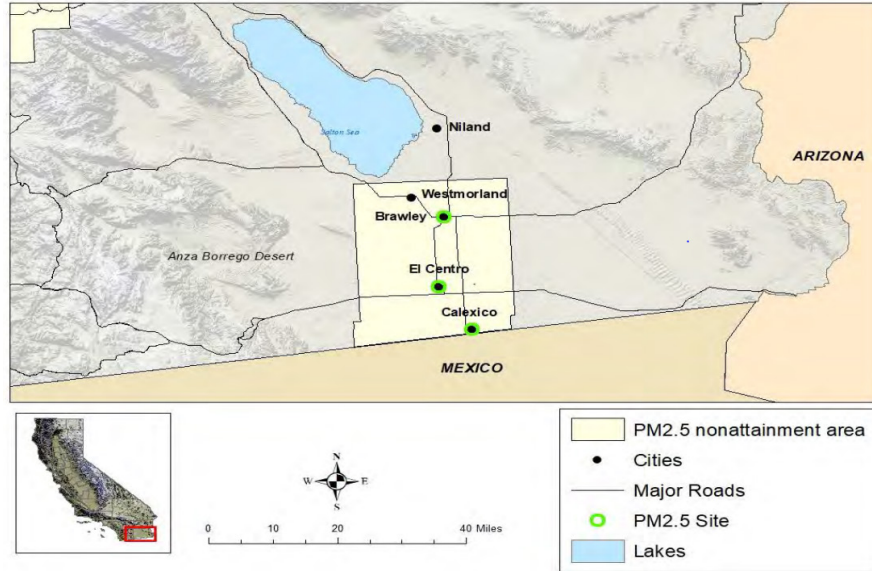 Salton Sea
Niland
ARIZONA
Westmorland
Brawley
Anza Borrego Desert
El Centro
Calexico
MEXICO
N
W E
S
0 10 20 40 Miles
PM2.5 nonattainment area
Cities
Major Roads
PM2.5 Site
Lakes